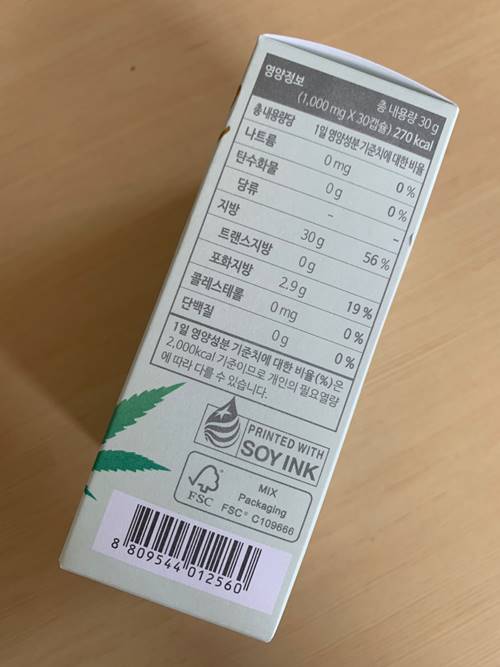 영양정보
총 내용량 30 g
(1,000 mg X 30캡슐) 270 kcal
총 내용량당 1일 영양성분 기준치에 대한 비율
나트륨 0 mg 0 %
탄수화물 0 g 0 %
당류 - -
지방 30 g 56 %
트랜스지방 0 g
포화지방 2.9 g 19 %
콜레스테롤 0 mg 0 %
단백질 0 g 0 %
1일 영양성분 기준치에 대한 비율(%)은
2,000kcal 기준이므로 개인의 필요열량
에 따라 다를 수 있습니다.
PRINTED WITH
SOY INK
FSC
MIX
Packaging
FSC® C109666
8 809544 012560